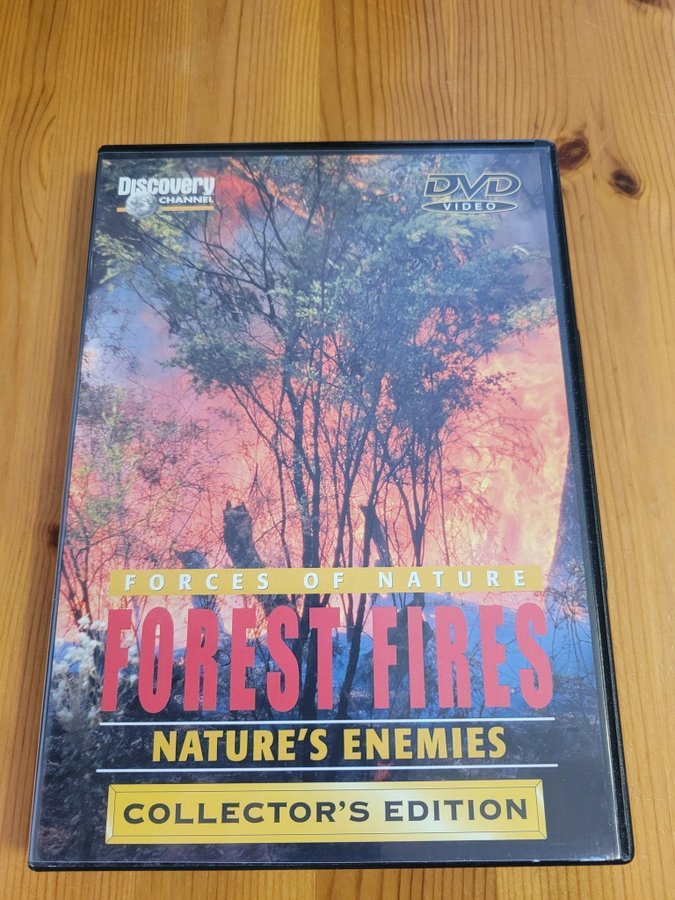 Discovery
CHANNEL
DVD
VIDEO
FORCES OF NATURE
FOREST FIRES
NATURE'S ENEMIES
COLLECTOR'S EDITION